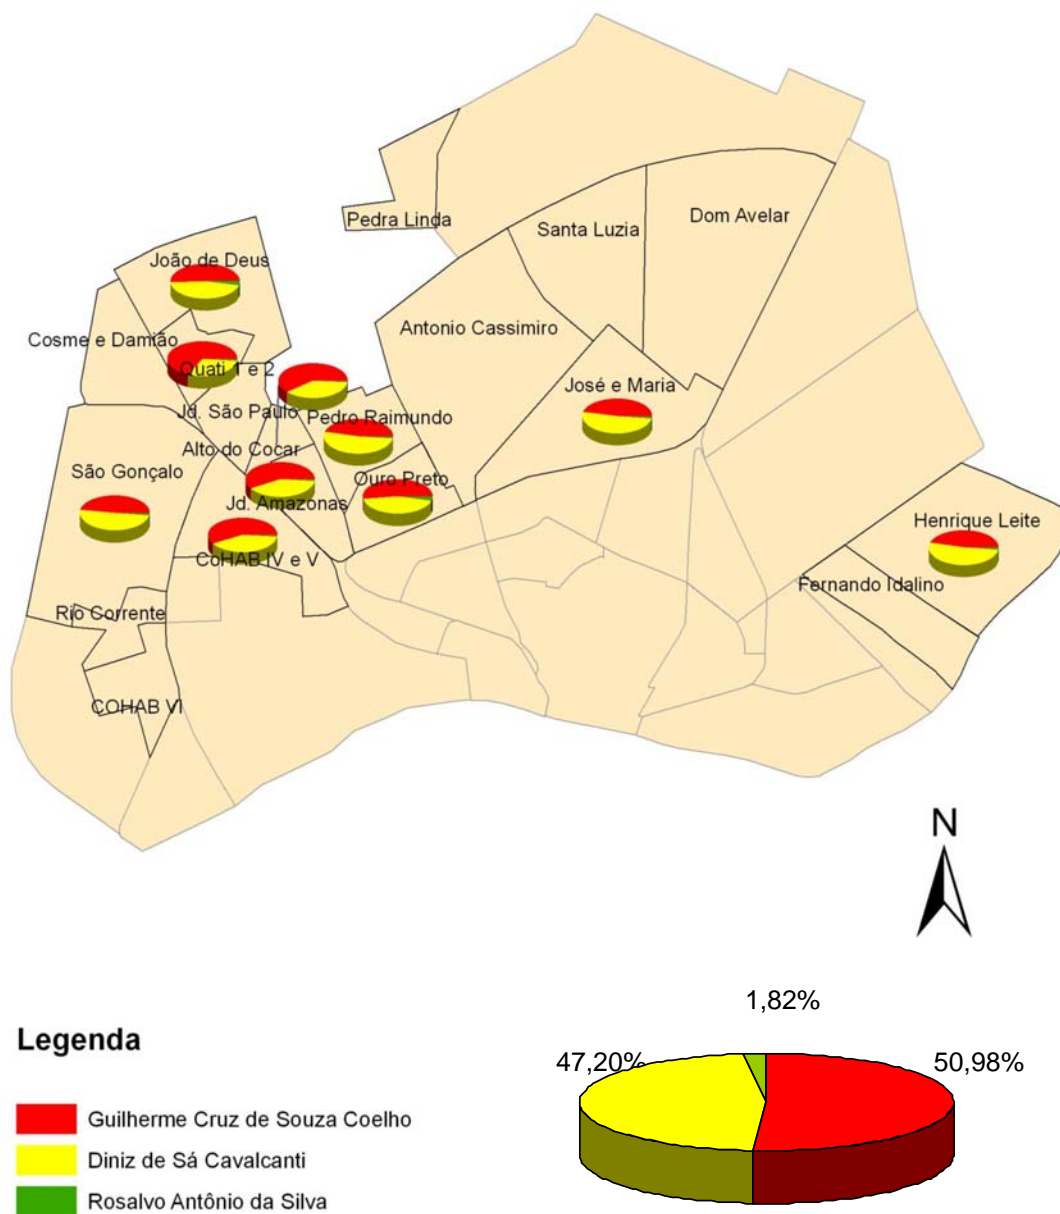 Pedra Linda
Santa Luzia
Dom Avelar
João de Deus
Antonio Cassimiro
Cosme e Damião
Quati 1 e 2
José e Maria
Jd. São Paulo
Pedro Raimundo
Alto do Cocar
São Gonçalo
Ouro Preto
Jd. Amazonas
Henrique Leite
CoHAB IV e V
Fernando Idalino
Rio Corrente
COHAB VI
N
1,82%
Legenda
47,20%
50,98%
Guilherme Cruz de Souza Coelho
Diniz de Sá Cavalcanti
Rosalvo Antônio da Silva